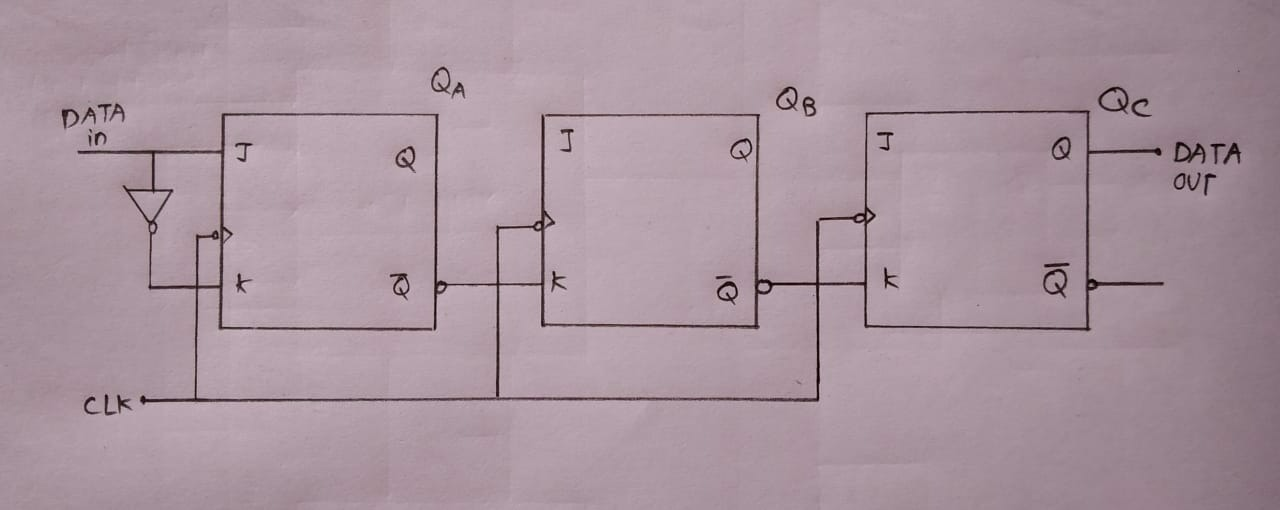 QA
QB
QC
DATA
in
J
Q
J
Q
J
Q
DATA
OUT
K
Q̅
K
Q̅
K
Q̅
CLK